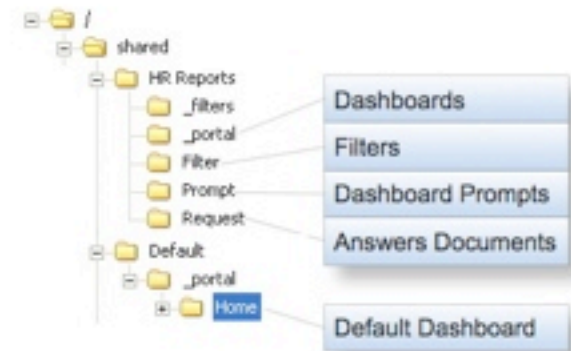 /
shared
HR Reports
_filters
_portal
Filter
Prompt
Request
Default
_portal
Home
Dashboards
Filters
Dashboard Prompts
Answers Documents
Default Dashboard